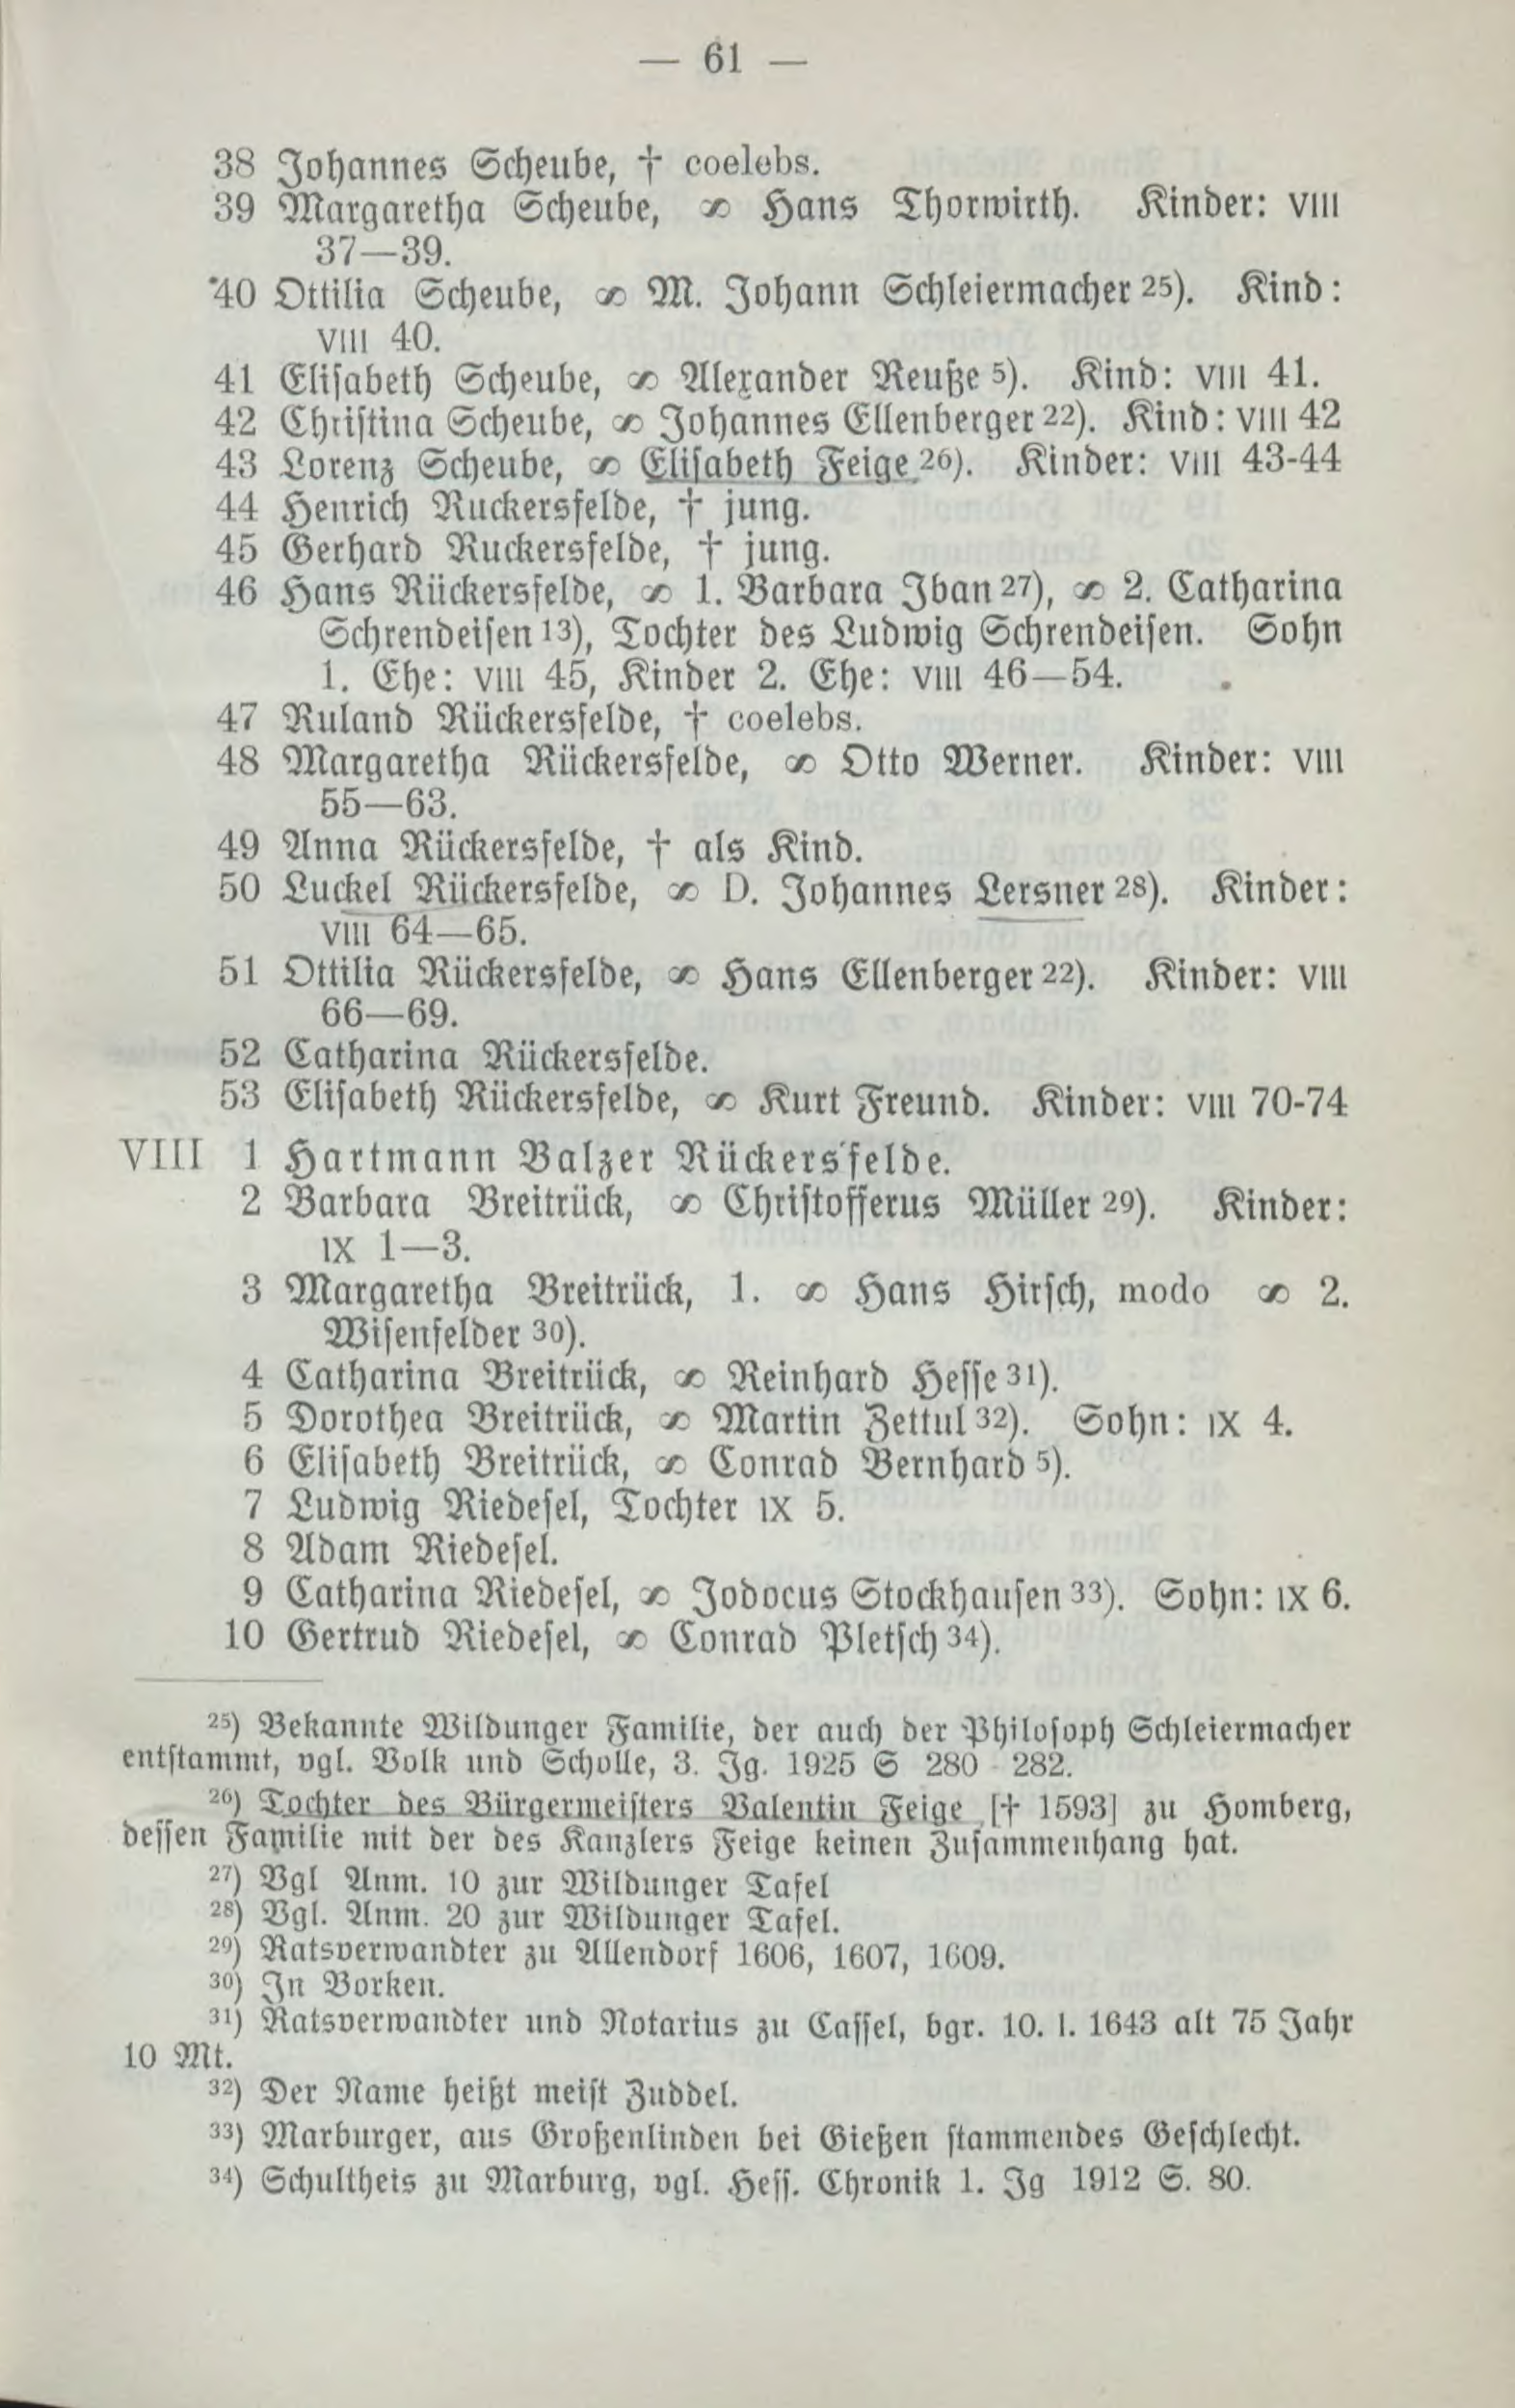 — 61 —
38 Johannes Scheube, † coelebs.
39 Margaretha Scheube, ∞ Hans Thorwirth. Kinder: VIII
37—39.
40 Ottilia Scheube, ∞ M. Johann Schleiermacher 25). Kind:
VIII 40.
41 Elisabeth Scheube, ∞ Alexander Reuße 5). Kind: VIII 41.
42 Christina Scheube, ∞ Johannes Ellenberger 22). Kind: VIII 42
43 Lorenz Scheube, ∞ Elisabeth Feige 26). Kinder: VIII 43-44
44 Henrich Ruckersfelde, † jung.
45 Gerhard Ruckersfelde, † jung.
46 Hans Rückersfelde, ∞ 1. Barbara Iban 27), ∞ 2. Catharina
Schrendeisen 13), Tochter des Ludwig Schrendeisen. Sohn
1. Ehe: VIII 45, Kinder 2. Ehe: VIII 46—54.
47 Ruland Rückersfelde, † coelebs.
48 Margaretha Rückersfelde, ∞ Otto Werner. Kinder: VIII
55—63.
49 Anna Rückersfelde, † als Kind.
50 Luckel Rückersfelde, ∞ D. Johannes Lersner 28). Kinder:
VIII 64—65.
51 Ottilia Rückersfelde, ∞ Hans Ellenberger 22). Kinder: VIII
66—69.
52 Catharina Rückersfelde.
53 Elisabeth Rückersfelde, ∞ Kurt Freund. Kinder: VIII 70-74
VIII 1 Hartmann Balzer Rückersfelde.
2 Barbara Breitrück, ∞ Christofferus Müller 29). Kinder:
IX 1—3.
3 Margaretha Breitrück, 1. ∞ Hans Hirsch, modo ∞ 2.
Wisenfelder 30).
4 Catharina Breitrück, ∞ Reinhard Hesse 31).
5 Dorothea Breitrück, ∞ Martin Zettul 32). Sohn: IX 4.
6 Elisabeth Breitrück, ∞ Conrad Bernhard 5).
7 Ludwig Riedesel, Tochter IX 5.
8 Adam Riedesel.
9 Catharina Riedesel, ∞ Jodocus Stockhausen 33). Sohn: IX 6.
10 Gertrud Riedesel, ∞ Conrad Pletsch 34).
25) Bekannte Wildunger Familie, der auch der Philosoph Schleiermacher
entstammt, vgl. Volk und Scholle, 3. Jg. 1925 S 280 - 282.
26) Tochter des Bürgermeisters Valentin Feige [† 1593] zu Homberg,
dessen Familie mit der des Kanzlers Feige keinen Zusammenhang hat.
27) Vgl Anm. 10 zur Wildunger Tafel
28) Vgl. Anm. 20 zur Wildunger Tafel.
29) Ratsverwandter zu Allendorf 1606, 1607, 1609.
30) In Borken.
31) Ratsverwandter und Notarius zu Cassel, bgr. 10. 1. 1643 alt 75 Jahr
10 Mt.
32) Der Name heißt meist Zuddel.
33) Marburger, aus Großenlinden bei Gießen stammendes Geschlecht.
34) Schultheis zu Marburg, vgl. Hess. Chronik 1. Jg 1912 S. 80.